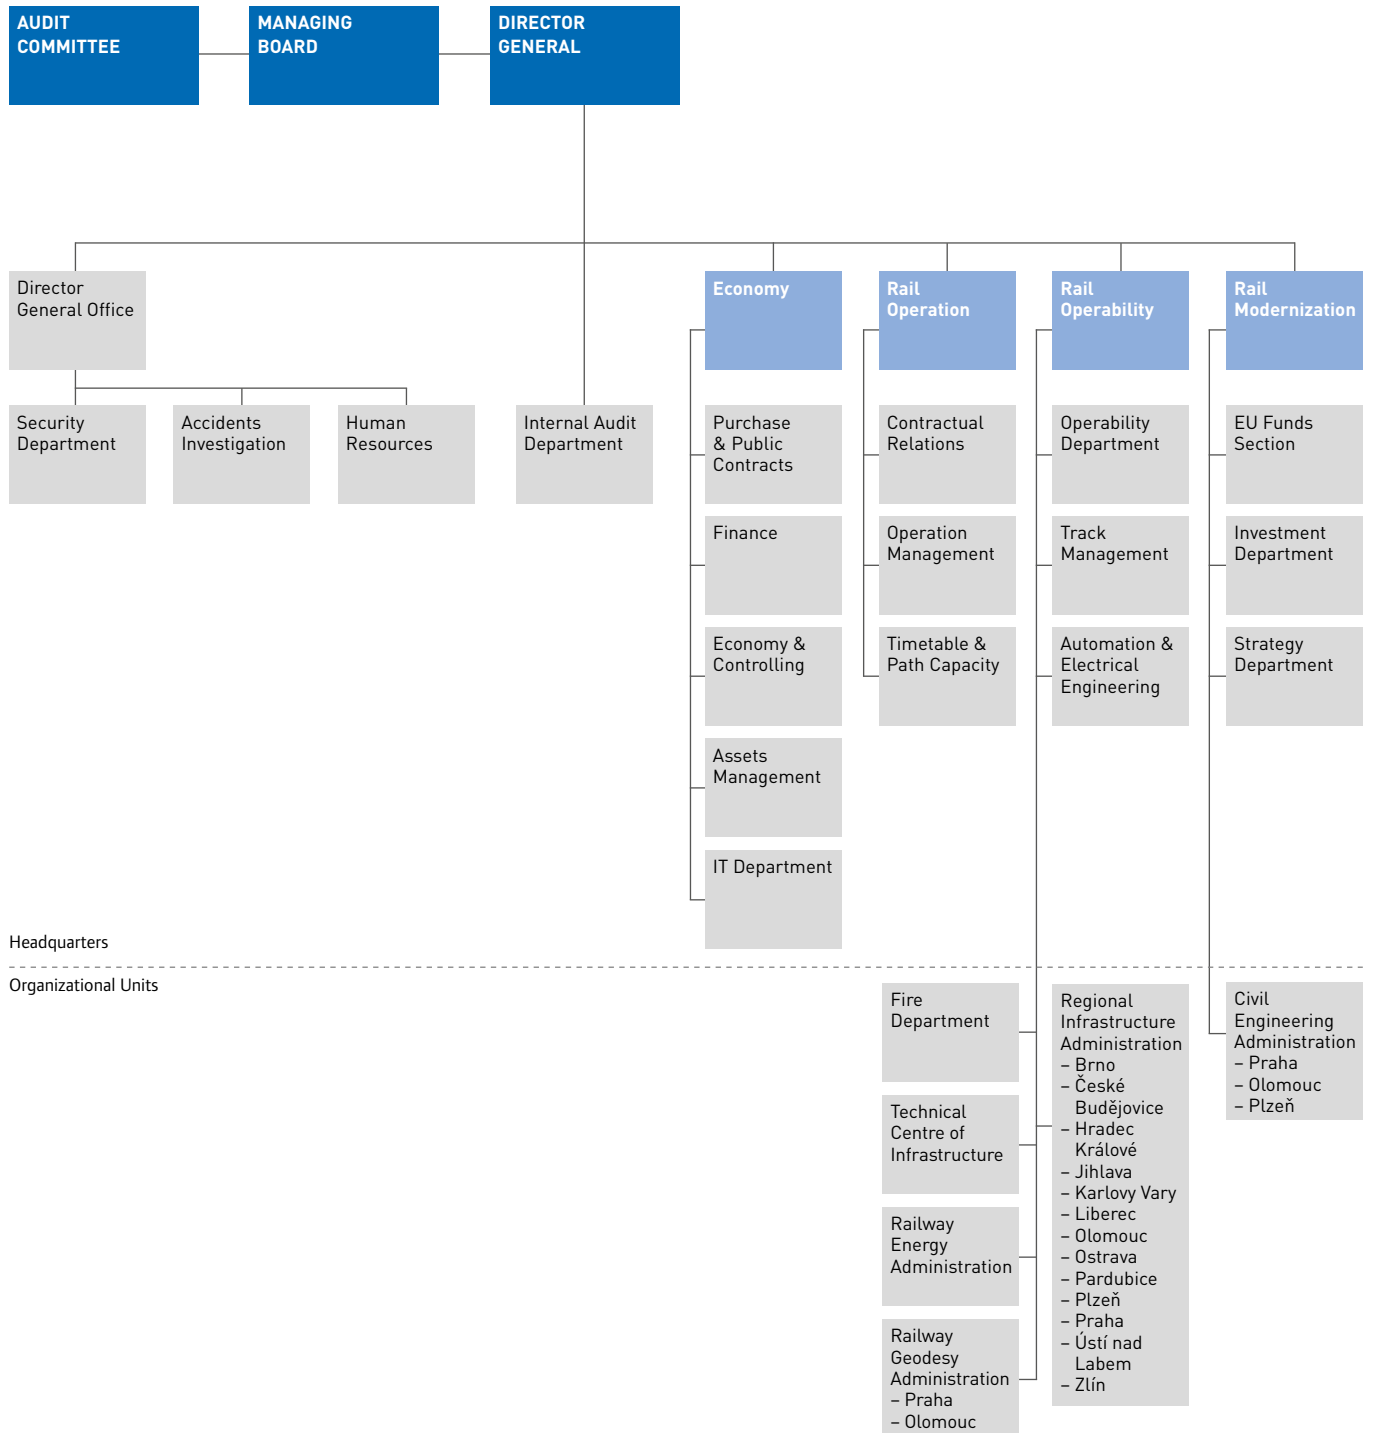 AUDIT
COMMITTEE
MANAGING
BOARD
DIRECTOR
GENERAL
Director
General Office
Economy
Rail
Operation
Rail
Operability
Rail
Modernization
Security
Department
Accidents
Investigation
Human
Resources
Internal Audit
Department
Purchase
& Public
Contracts
Contractual
Relations
Operability
Department
EU Funds
Section
Finance
Operation
Management
Track
Management
Investment
Department
Economy &
Controlling
Timetable &
Path Capacity
Automation &
Electrical
Engineering
Strategy
Department
Assets
Management
IT Department
Headquarters
Organizational Units
Fire
Department
Technical
Centre of
Infrastructure
Railway
Energy
Administration
Railway
Geodesy
Administration
– Praha
– Olomouc
Regional
Infrastructure
Administration
– Brno
– České
Budějovice
– Hradec
Králové
– Jihlava
– Karlovy Vary
– Liberec
– Olomouc
– Ostrava
– Pardubice
– Plzeň
– Praha
– Ústí nad
Labem
– Zlín
Civil
Engineering
Administration
– Praha
– Olomouc
– Plzeň